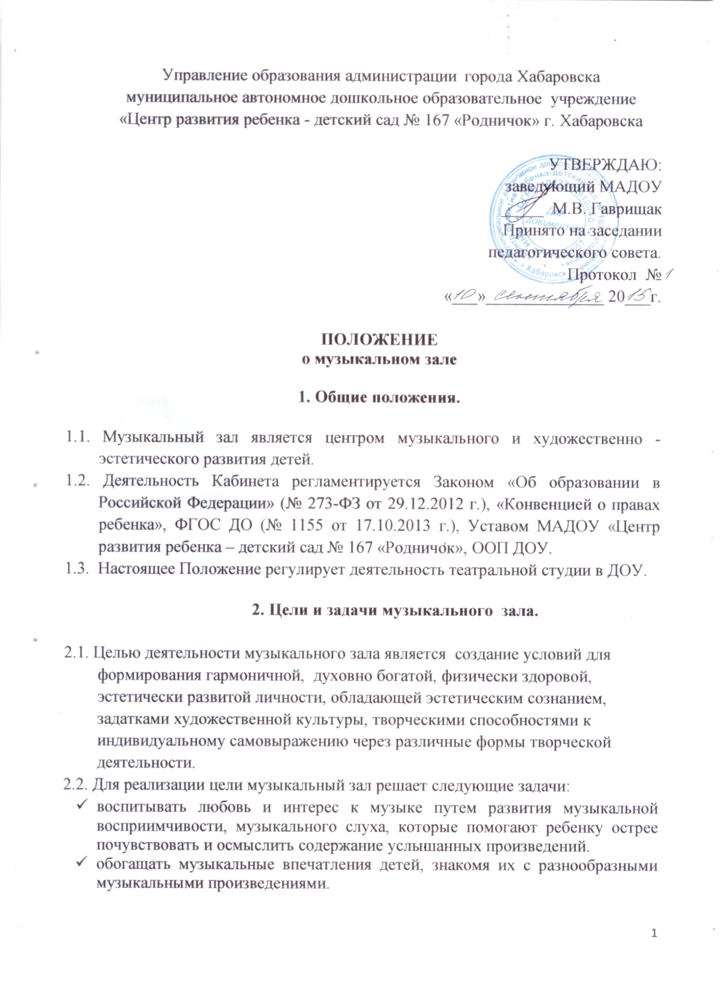 Управление образования администрации города Хабаровска
муниципальное автономное дошкольное образовательное учреждение
«Центр развития ребенка - детский сад № 167 «Родничок» г. Хабаровска
УТВЕРЖДАЮ:
заведующий МАДОУ
_____ М.В. Гаврищак
Принято на заседании
педагогического совета.
Протокол № 1
«10» сентября 2015г.
Для
документов
г.Хабаровск
ПОЛОЖЕНИЕ
о музыкальном зале
1. Общие положения.
1.1. Музыкальный зал является центром музыкального и художественно -
эстетического развития детей.
1.2. Деятельность Кабинета регламентируется Законом «Об образовании в
Российской Федерации» (№ 273-ФЗ от 29.12.2012 г.), «Конвенцией о правах
ребенка», ФГОС ДО (№ 1155 от 17.10.2013 г.), Уставом МАДОУ «Центр
развития ребенка – детский сад № 167 «Родничок», ООП ДОУ.
1.3. Настоящее Положение регулирует деятельность театральной студии в ДОУ.
2. Цели и задачи музыкального зала.
2.1. Целью деятельности музыкального зала является создание условий для
формирования гармоничной, духовно богатой, физически здоровой,
эстетически развитой личности, обладающей эстетическим сознанием,
задатками художественной культуры, творческими способностями к
индивидуальному самовыражению через различные формы творческой
деятельности.
2.2. Для реализации цели музыкальный зал решает следующие задачи:
✓ воспитывать любовь и интерес к музыке путем развития музыкальной
восприимчивости, музыкального слуха, которые помогают ребенку острее
почувствовать и осмыслить содержание услышанных произведений.
✓ обогащать музыкальные впечатления детей, знакомя их с разнообразными
музыкальными произведениями.
1